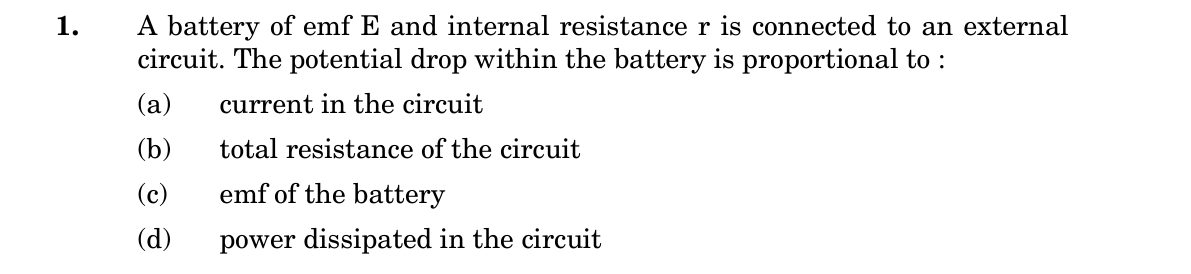 1. A battery of emf E and internal resistance r is connected to an external
circuit. The potential drop within the battery is proportional to :
(a) current in the circuit
(b) total resistance of the circuit
(c) emf of the battery
(d) power dissipated in the circuit